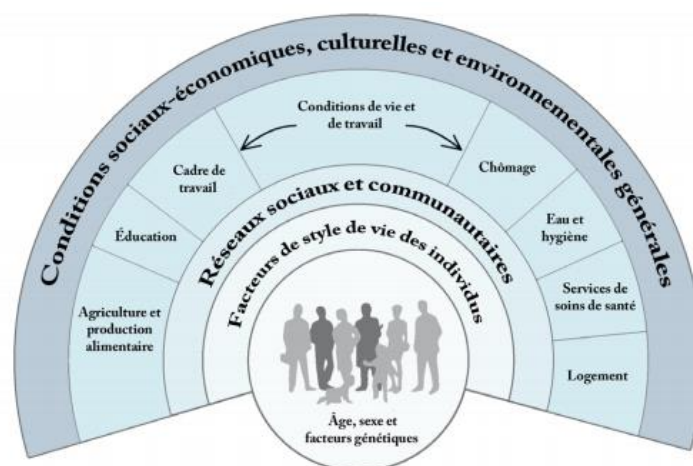 Conditions sociaux-économiques, culturelles et environnementales générales
Conditions de vie et
de travail
Cadre de
travail
Chômage
Éducation
Eau et
hygiène
Agriculture et
production
alimentaire
Services de
soins de santé
Logement
Réseaux sociaux et communautaires
Facteurs de style de vie des individus
Âge, sexe et
facteurs génétiques